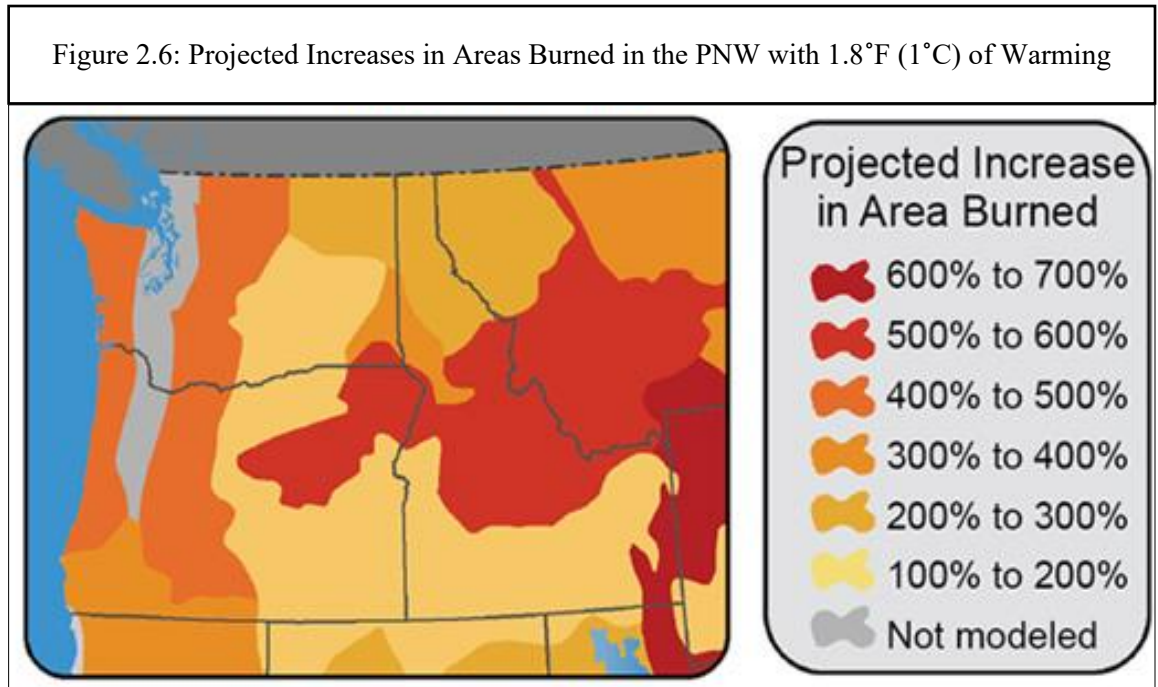 Figure 2.6: Projected Increases in Areas Burned in the PNW with 1.8˚F (1˚C) of Warming
Projected Increase
in Area Burned
600% to 700%
500% to 600%
400% to 500%
300% to 400%
200% to 300%
100% to 200%
Not modeled